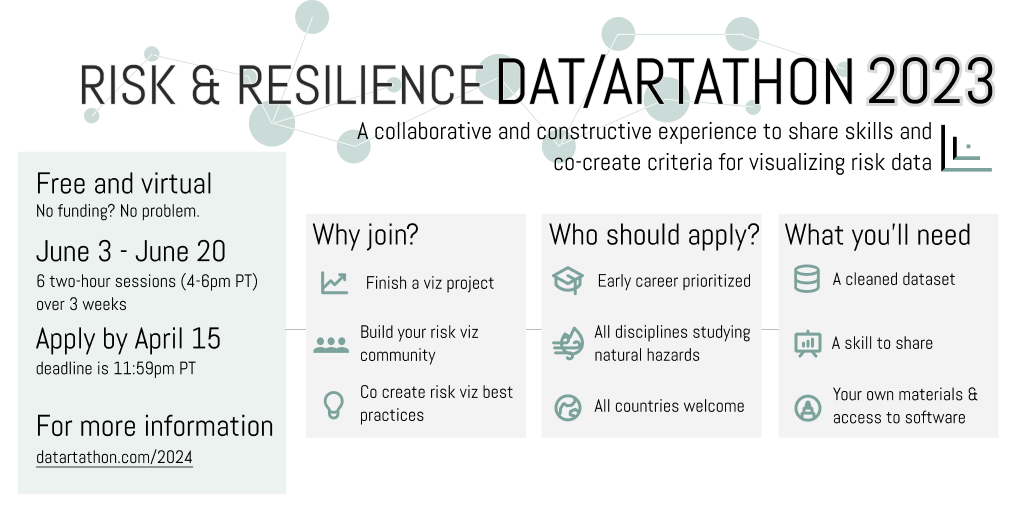 RISK & RESILIENCE DAT/ARTATHON 2023
A collaborative and constructive experience to share skills and
co-create criteria for visualizing risk data
Free and virtual
No funding? No problem.
June 3 - June 20
6 two-hour sessions (4-6pm PT)
over 3 weeks
Apply by April 15
deadline is 11:59pm PT
For more information
datartathon.com/2024
Why join?
Finish a viz project
Build your risk viz
community
Co create risk viz best
practices
Who should apply?
Early career prioritized
All disciplines studying
natural hazards
All countries welcome
What you'll need
A cleaned dataset
A skill to share
Your own materials &
access to software